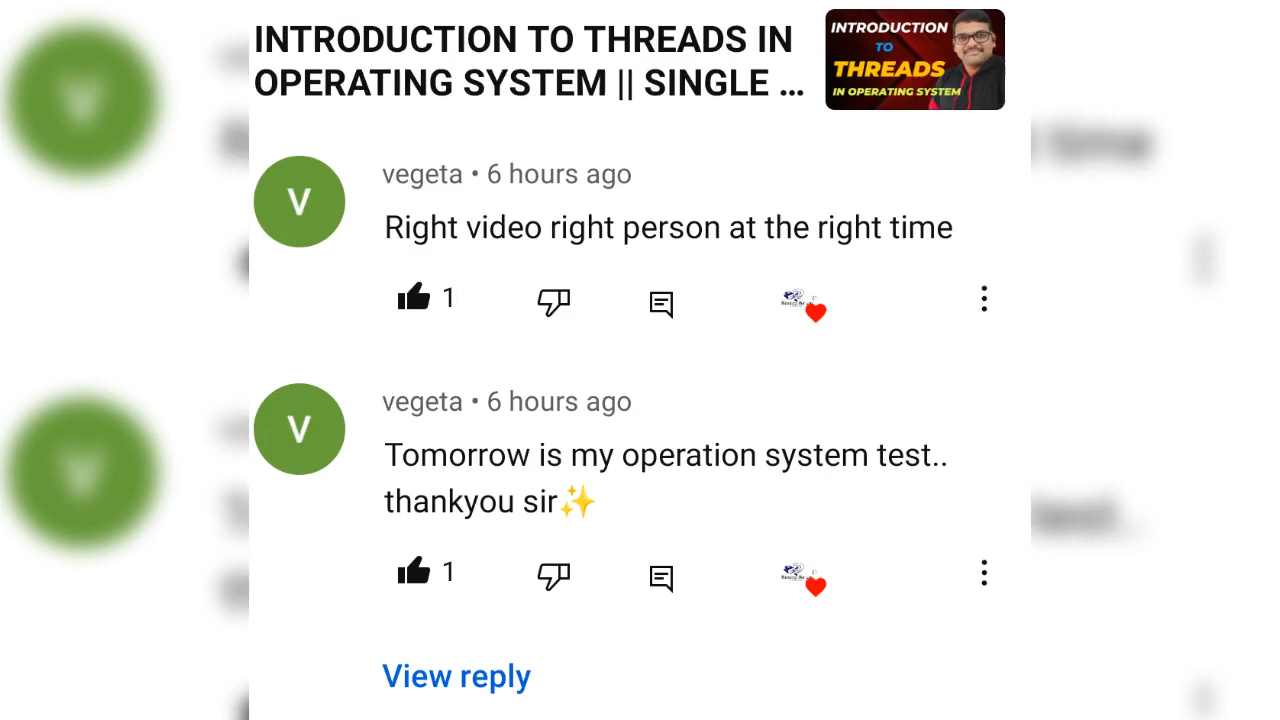 INTRODUCTION TO THREADS IN
OPERATING SYSTEM || SINGLE ...
INTRODUCTION
TO
THREADS
IN OPERATING SYSTEM
V
vegeta • 6 hours ago
Right video right person at the right time
1
V
vegeta • 6 hours ago
Tomorrow is my operation system test..
thankyou sir✨
1
View reply